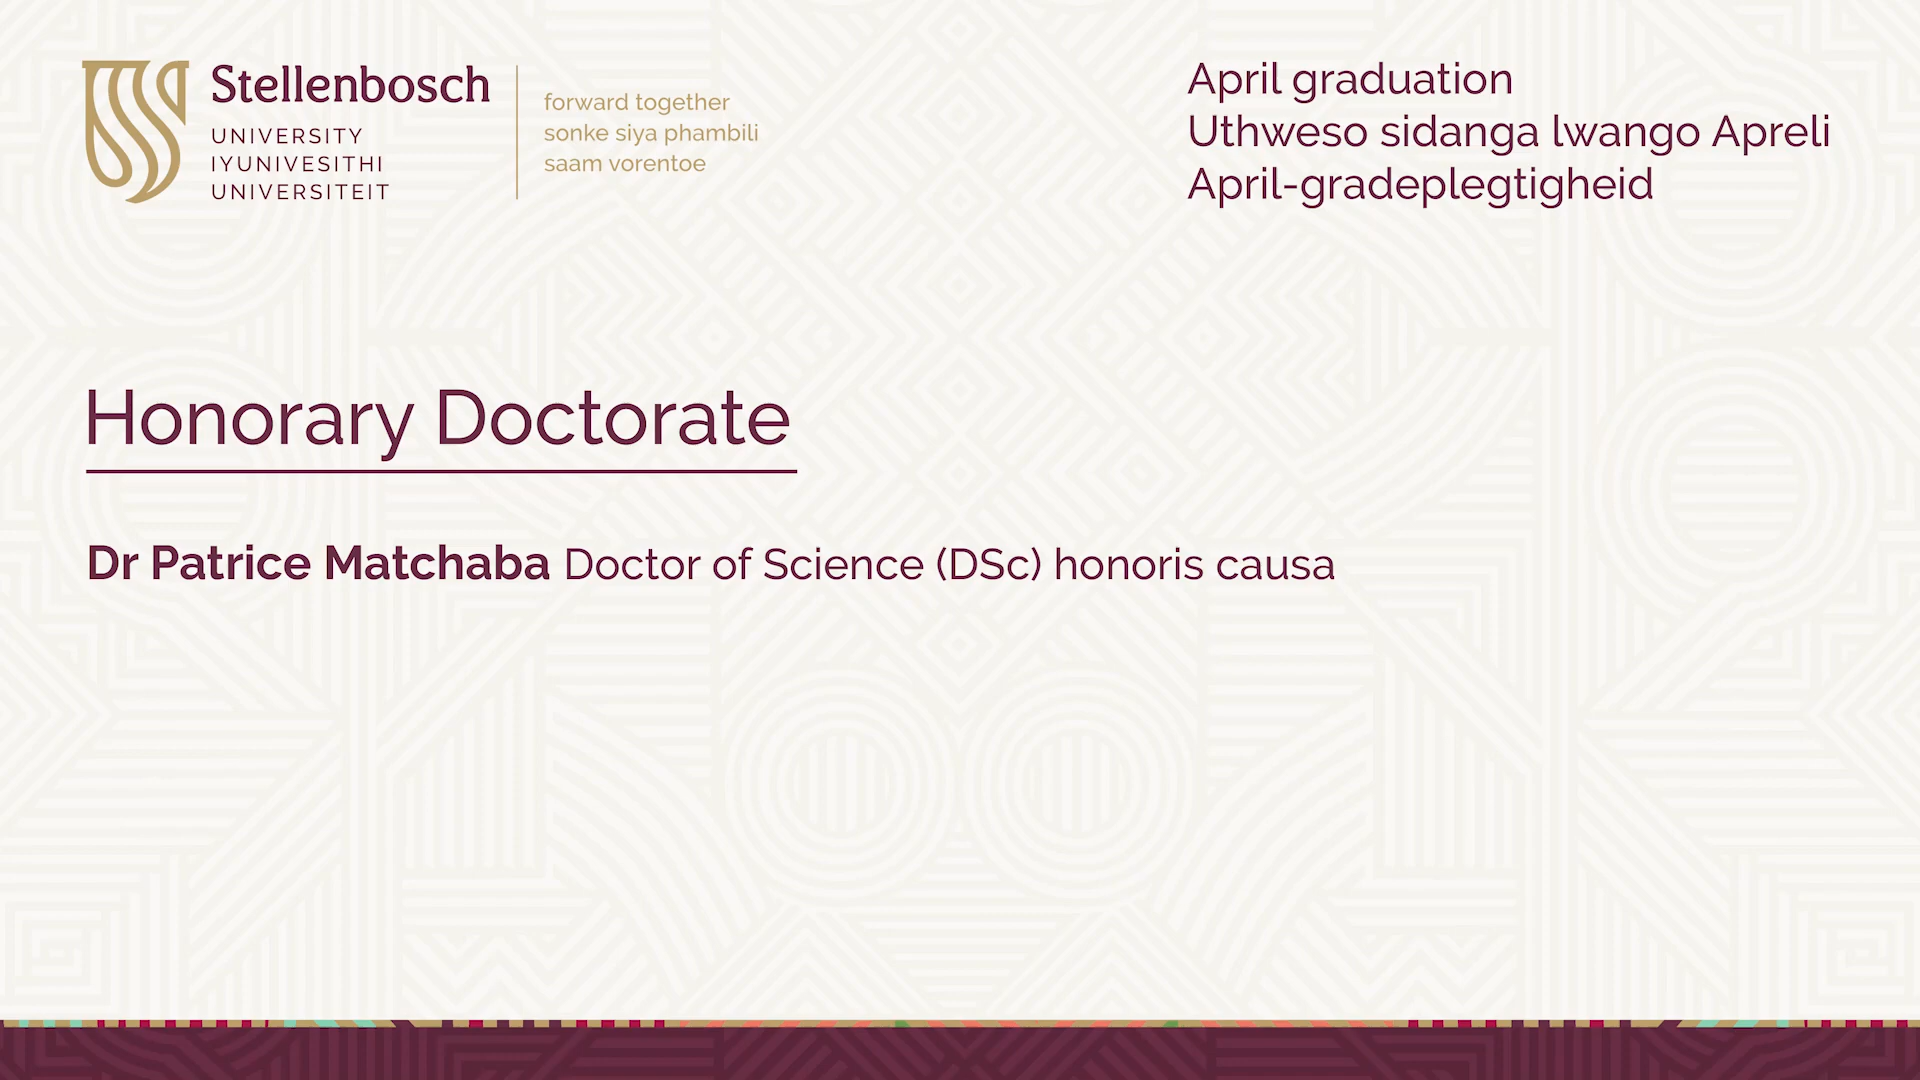 Stellenbosch
UNIVERSITY
IYUNIVESITHI
UNIVERSITEIT
forward together
sonke siya phambili
saam vorentoe
April graduation
Uthweso sidanga lwango Apreli
April-gradeplegtigheid
Honorary Doctorate
Dr Patrice Matchaba Doctor of Science (DSc) honoris causa